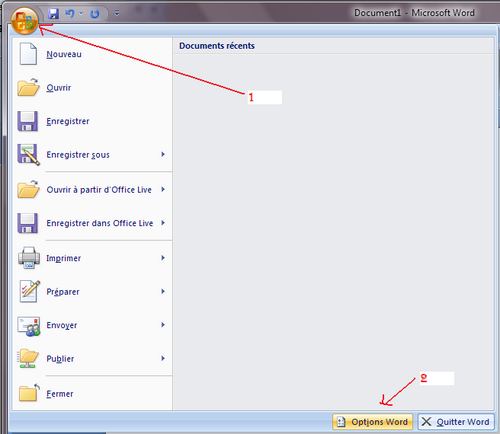 Document1 - Microsoft Word
Documents récents
1
Nouveau
Ouvrir
Enregistrer
Enregistrer sous
Ouvrir à partir d'Office Live
Enregistrer dans Office Live
Imprimer
Préparer
Envoyer
Publier
Fermer
2
Options Word
Quitter Word